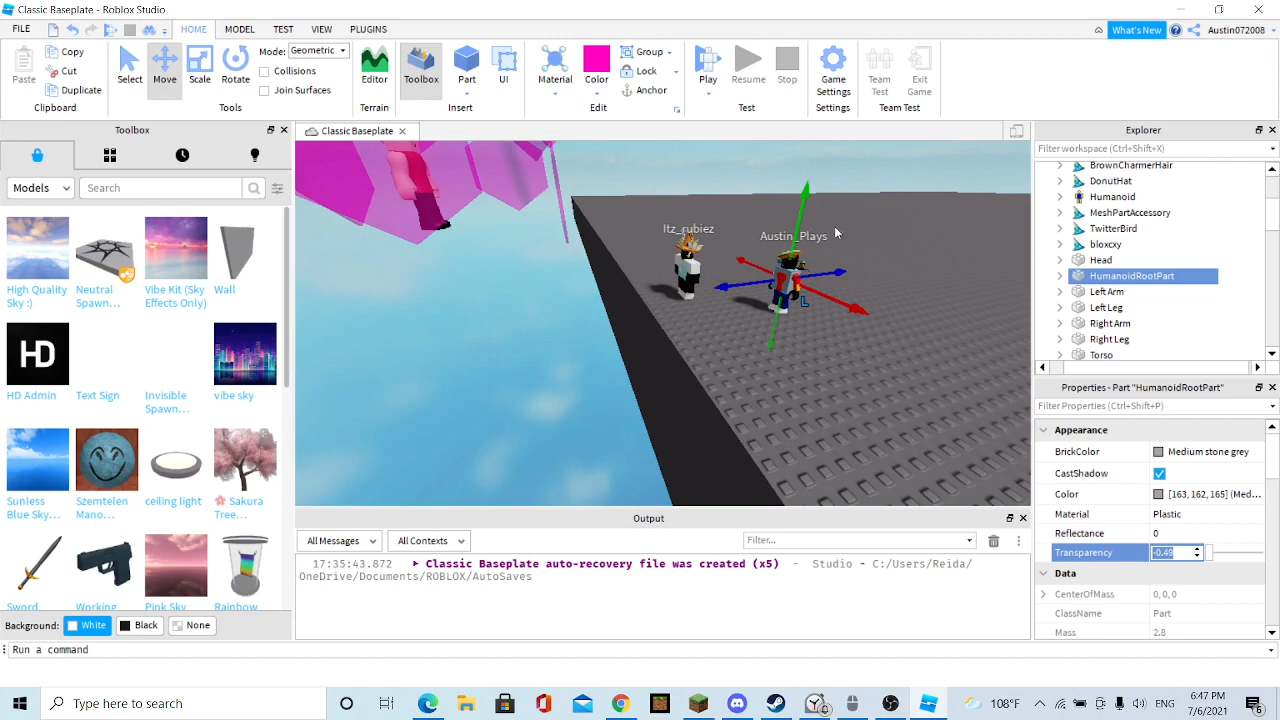 Classic Baseplate - Roblox Studio
FILE HOME MODEL TEST VIEW PLUGINS What's New Austin072008
Paste Copy Cut Duplicate Select Move Scale Rotate Mode: Geometric Collisions Join Surfaces Editor Toolbox Part UI Material Color Group Lock Anchor Play Resume Stop Game Settings Team Test Exit Game
Clipboard Tools Terrain Insert Edit Test Settings Team Test
Toolbox
Models Search
High Quality Sky :)
Neutral Spawn...
Vibe Kit (Sky Effects Only)
Wall
HD
HD Admin
Text Sign
Invisible Spawn...
vibe sky
Sunless Blue Sky...
Szemtelen Mano...
ceiling light
🌸 Sakura Tree...
Sword
Working
Pink Sky
Rainbow
Background: White Black None
Classic Baseplate
Itz_rubiez
Austin_Plays
L
Output
All Messages All Contexts Filter...
17:35:43.872 Classic Baseplate auto-recovery file was created (x5) - Studio - C:/Users/Reida/
OneDrive/Documents/ROBLOX/AutoSaves
Explorer
Filter workspace (Ctrl+Shift+X)
BrownCharmerHair
DonutHat
Humanoid
MeshPartAccessory
TwitterBird
bloxcxy
Head
HumanoidRootPart
Left Arm
Left Leg
Right Arm
Right Leg
Torso
Properties - Part "HumanoidRootPart"
Filter Properties (Ctrl+Shift+P)
Appearance
BrickColor Medium stone grey
CastShadow
Color [163, 162, 165] (Med...
Material Plastic
Reflectance 0
Transparency -0.49
Data
CenterOfMass 0, 0, 0
ClassName Part
Mass 2.8
Run a command
Type here to search
108°F
6:47 PM
7/6/2021
6